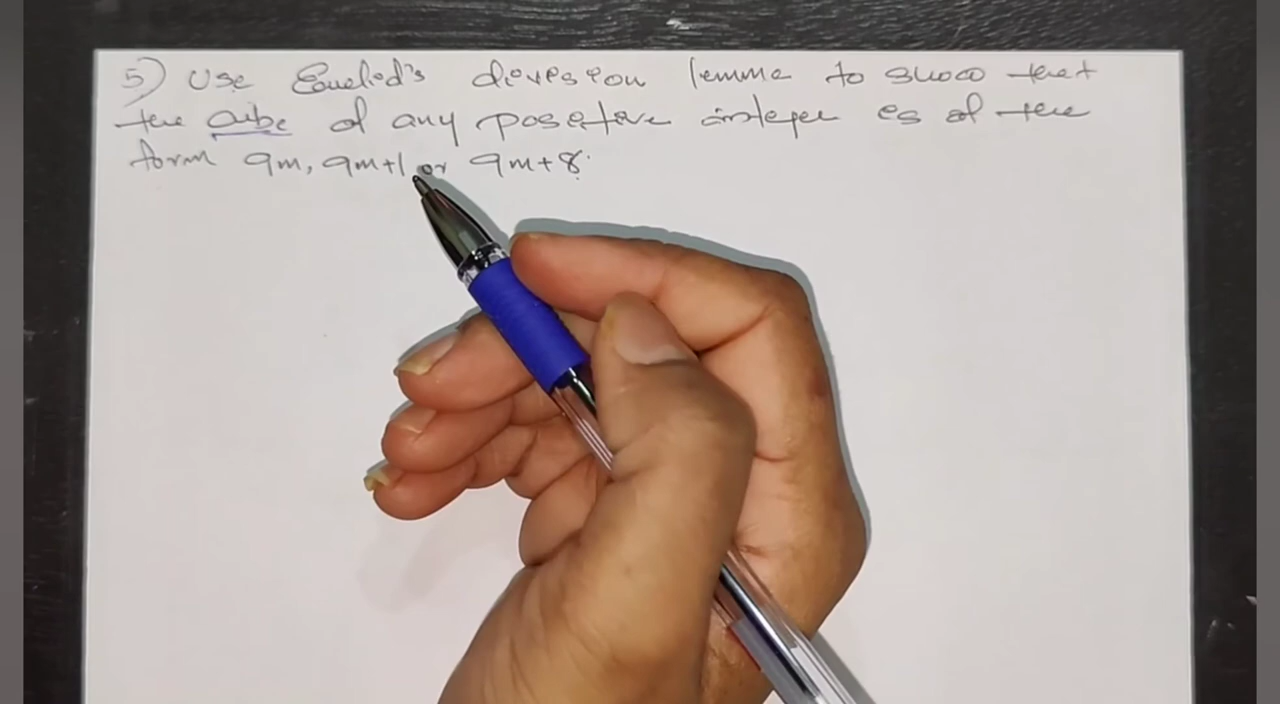 5) Use Euclid's division lemma to show that
the cube of any positive integer is of the
form 9m, 9m+1 or 9m+8.